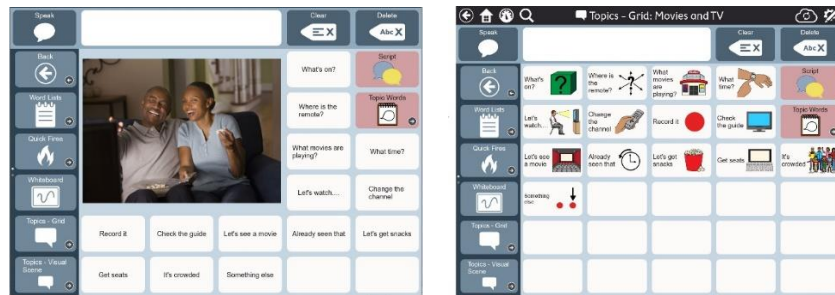 Speak
Clear
Delete
Abc X
Back
What's on?
Script
Word Lists
Where is the
remote?
Topic Words
Quick Fires
What movies are
playing?
What time?
Whiteboard
Let's watch....
Change the
channel
Topics - Grid
Record it
Check the guide
Let's see a movie
Already seen that
Let's get snacks
Topics - Visual
Scene
Get seats
It's crowded
Something else
Topics - Grid: Movies and TV
Speak
Clear
Delete
Abc X
Back
What's
on?
Where is
the
remote?
What
movies
are
playing?
What
time?
Script
Word Lists
Let's
watch...
Change
the
channel
Record it
Check
the guide
Topic Words
Quick Fires
Let's see
a movie
Already
seen that
Let's get
snacks
Get seats
It's
crowded
Whiteboard
Something
else
Topics - Grid
Topics - Visual
Scene